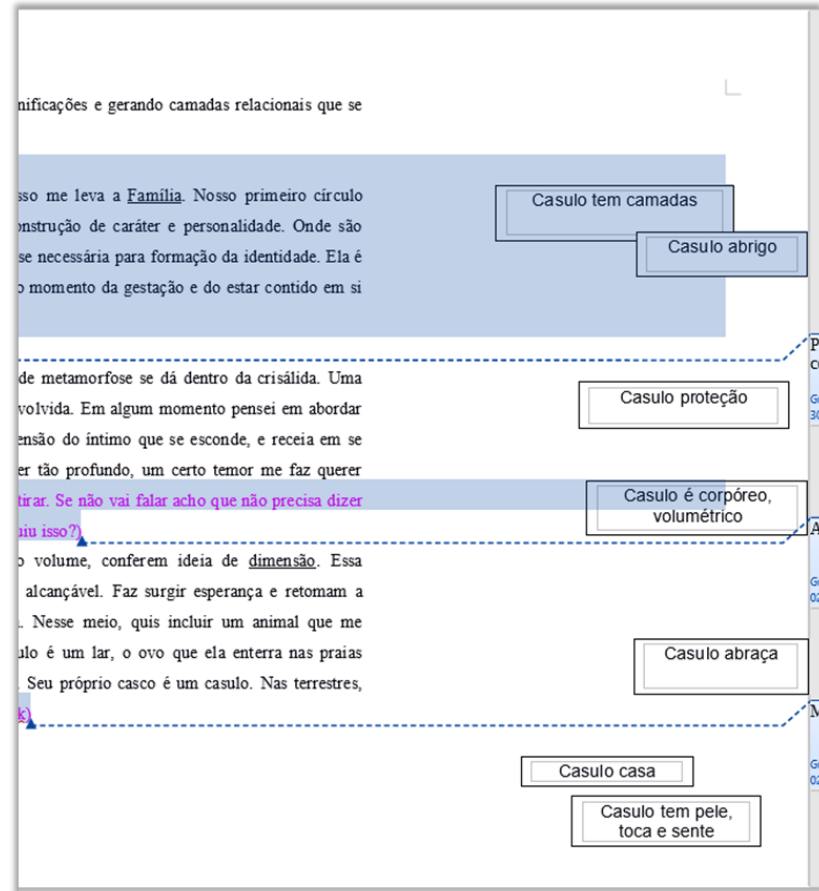 nificações e gerando camadas relacionais que se
sso me leva a Família. Nosso primeiro círculo
onstrução de caráter e personalidade. Onde são
se necessária para formação da identidade. Ela é
o momento da gestação e do estar contido em si
Casulo tem camadas
Casulo abrigo
de metamorfose se dá dentro da crisálida. Uma
volvida. Em algum momento pensei em abordar
ensão do íntimo que se esconde, e receia em se
er tão profundo, um certo temor me faz querer
tirar. Se não vai falar acho que não precisa dizer
uiu isso?)
Casulo proteção
Casulo é corpóreo,
volumétrico
o volume, conferem ideia de dimensão. Essa
alcançável. Faz surgir esperança e retomam a
. Nesse meio, quis incluir um animal que me
ulo é um lar, o ovo que ela enterra nas praias
. Seu próprio casco é um casulo. Nas terrestres,
k)
Casulo abraça
Casulo casa
Casulo tem pele,
toca e sente
P
G
30
A
G
02
M
G
02